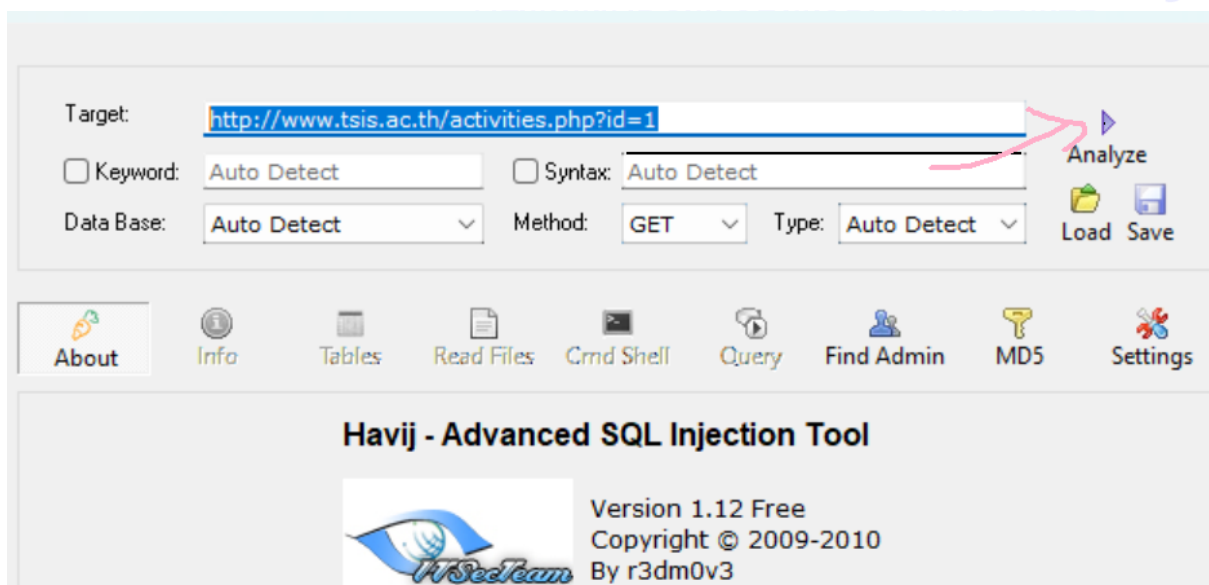 Target: http://www.tsis.ac.th/activities.php?id=1
Analyze
Keyword: Auto Detect Syntax: Auto Detect
Data Base: Auto Detect Method: GET Type: Auto Detect
Load Save
About Info Tables Read Files Cmd Shell Query Find Admin MD5 Settings
Havij - Advanced SQL Injection Tool
Version 1.12 Free
Copyright © 2009-2010
ITSecTeam By r3dm0v3